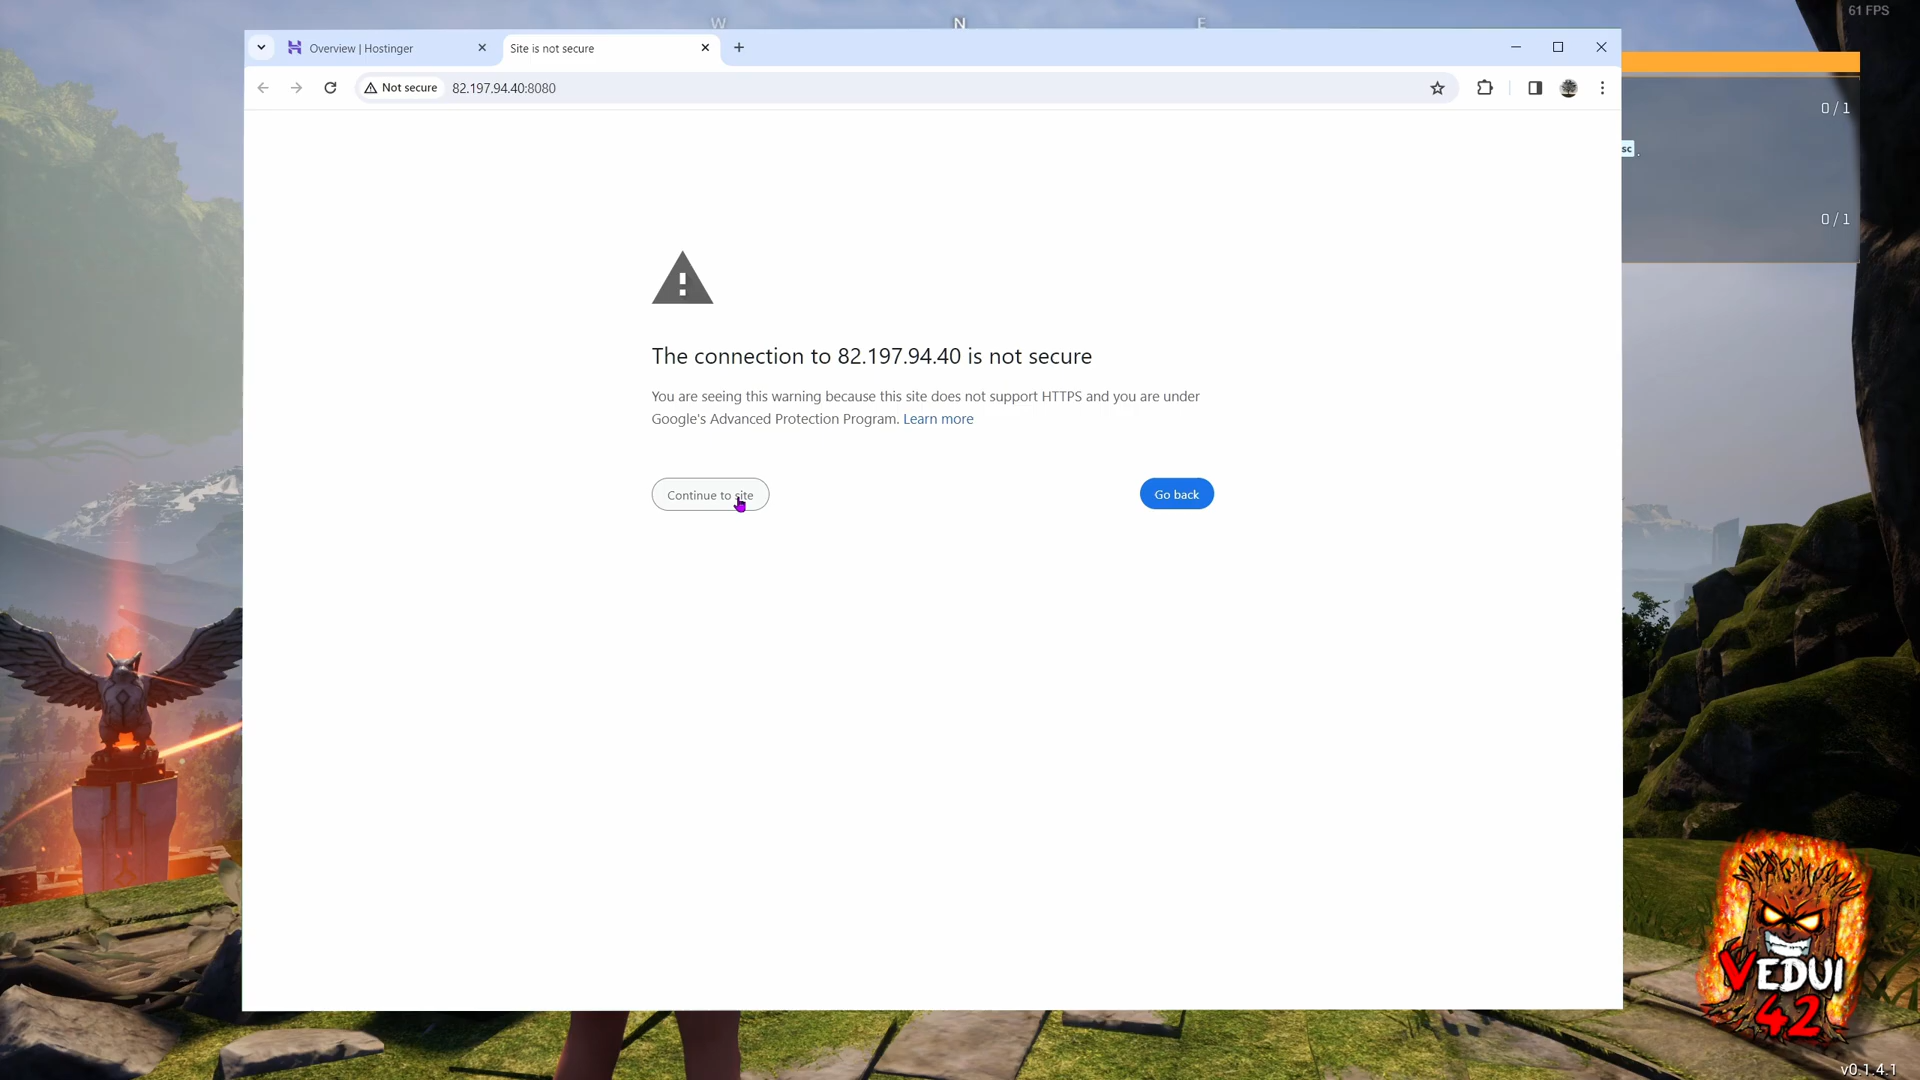 W N E
61 FPS
Overview | Hostinger
Site is not secure
Not secure
82.197.94.40:8080
0 / 1
sc .
0 / 1
The connection to 82.197.94.40 is not secure
You are seeing this warning because this site does not support HTTPS and you are under
Google's Advanced Protection Program. Learn more
Continue to site
Go back
VEDUI
42
v0.1.4.1